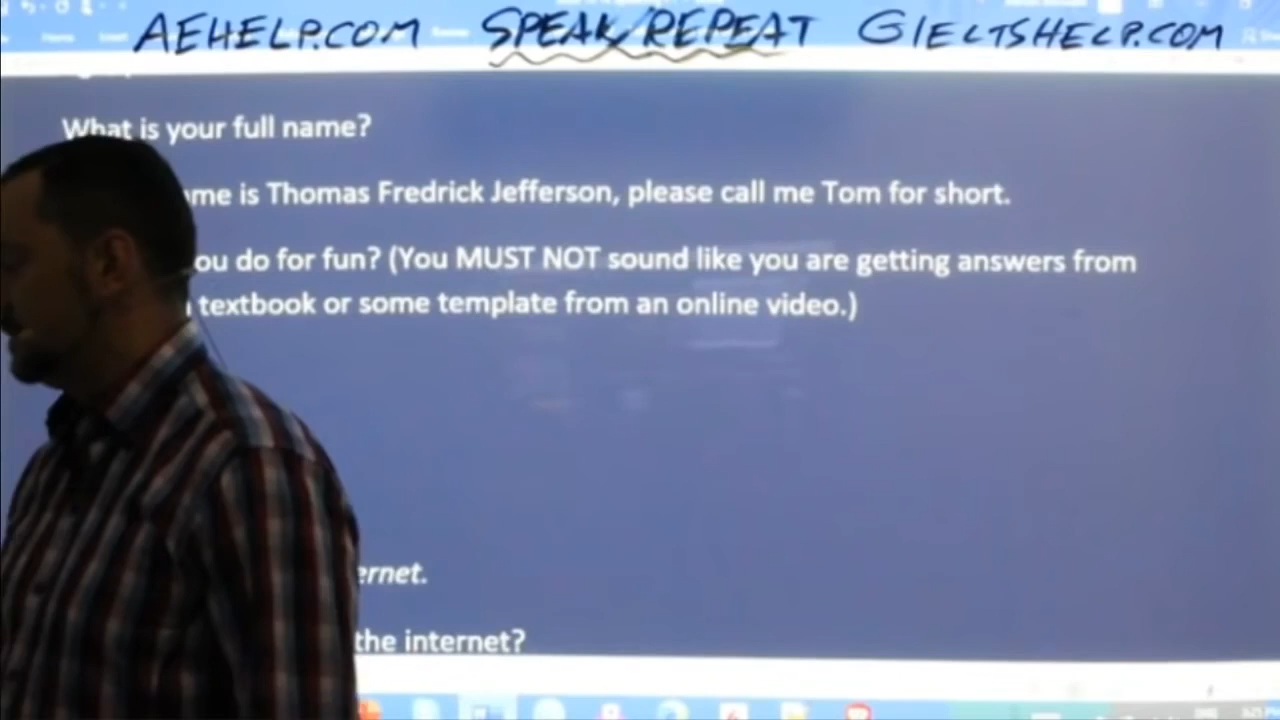 AEHELP.COM SPEAK/REPEAT GIELTSHELP.COM
What is your full name?
me is Thomas Fredrick Jefferson, please call me Tom for short.
ou do for fun? (You MUST NOT sound like you are getting answers from
textbook or some template from an online video.)
ernet.
the internet?